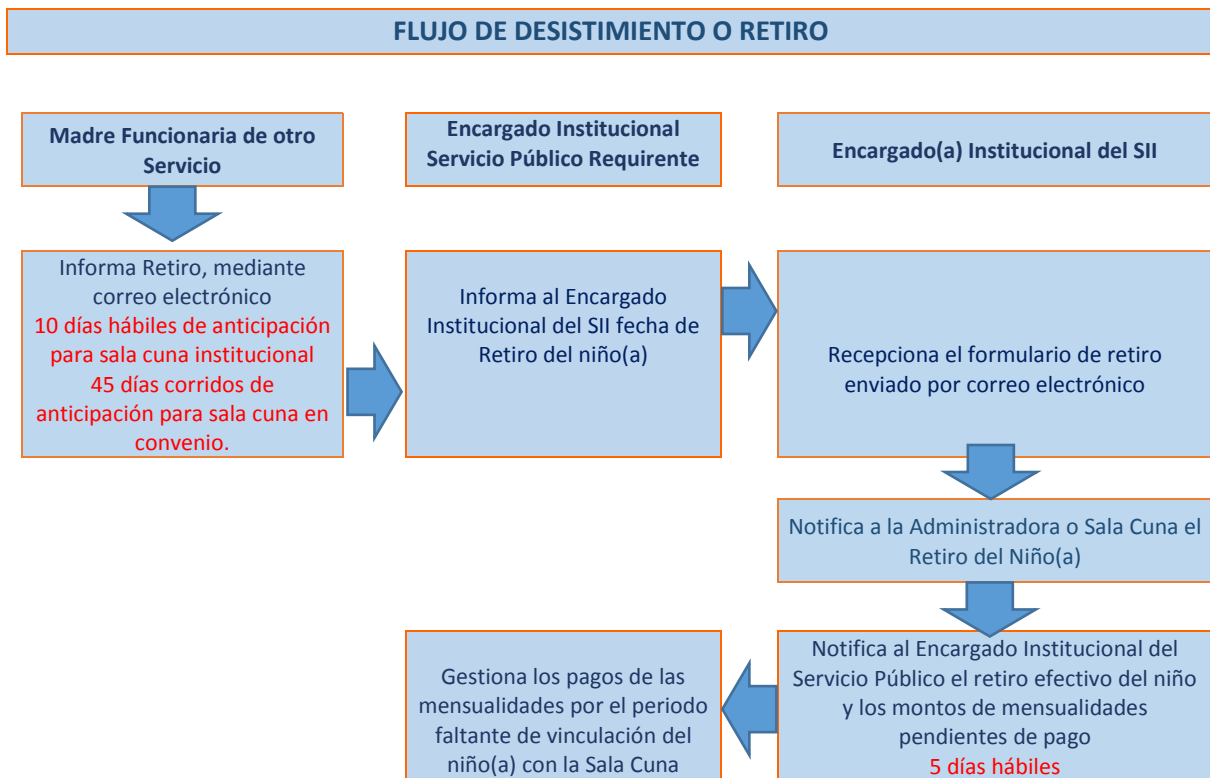 FLUJO DE DESISTIMIENTO O RETIRO
Madre Funcionaria de otro
Servicio
Encargado Institucional
Servicio Público Requirente
Encargado(a) Institucional del SII
Informa Retiro, mediante
correo electrónico
10 días hábiles de anticipación
para sala cuna institucional
45 días corridos de
anticipación para sala cuna en
convenio.
Informa al Encargado
Institucional del SII fecha de
Retiro del niño(a)
Recepciona el formulario de retiro
enviado por correo electrónico
Notifica a la Administradora o Sala Cuna el
Retiro del Niño(a)
Notifica al Encargado Institucional del
Servicio Público el retiro efectivo del niño
y los montos de mensualidades
pendientes de pago
5 días hábiles
Gestiona los pagos de las
mensualidades por el periodo
faltante de vinculación del
niño(a) con la Sala Cuna